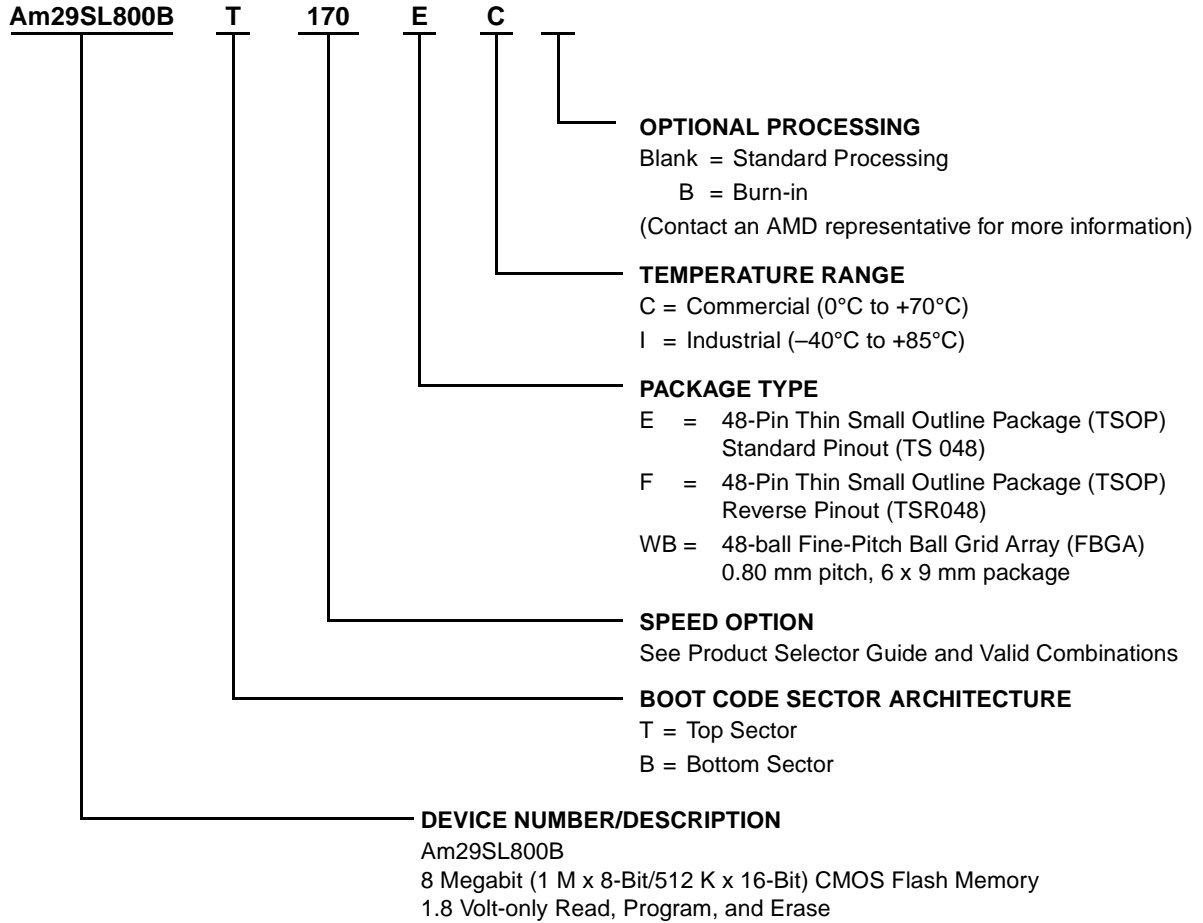 Am29SL800B T 170 E C
OPTIONAL PROCESSING
Blank = Standard Processing
B = Burn-in
(Contact an AMD representative for more information)
TEMPERATURE RANGE
C = Commercial (0°C to +70°C)
I = Industrial (–40°C to +85°C)
PACKAGE TYPE
E = 48-Pin Thin Small Outline Package (TSOP)
Standard Pinout (TS 048)
F = 48-Pin Thin Small Outline Package (TSOP)
Reverse Pinout (TSR048)
WB = 48-ball Fine-Pitch Ball Grid Array (FBGA)
0.80 mm pitch, 6 x 9 mm package
SPEED OPTION
See Product Selector Guide and Valid Combinations
BOOT CODE SECTOR ARCHITECTURE
T = Top Sector
B = Bottom Sector
DEVICE NUMBER/DESCRIPTION
Am29SL800B
8 Megabit (1 M x 8-Bit/512 K x 16-Bit) CMOS Flash Memory
1.8 Volt-only Read, Program, and Erase